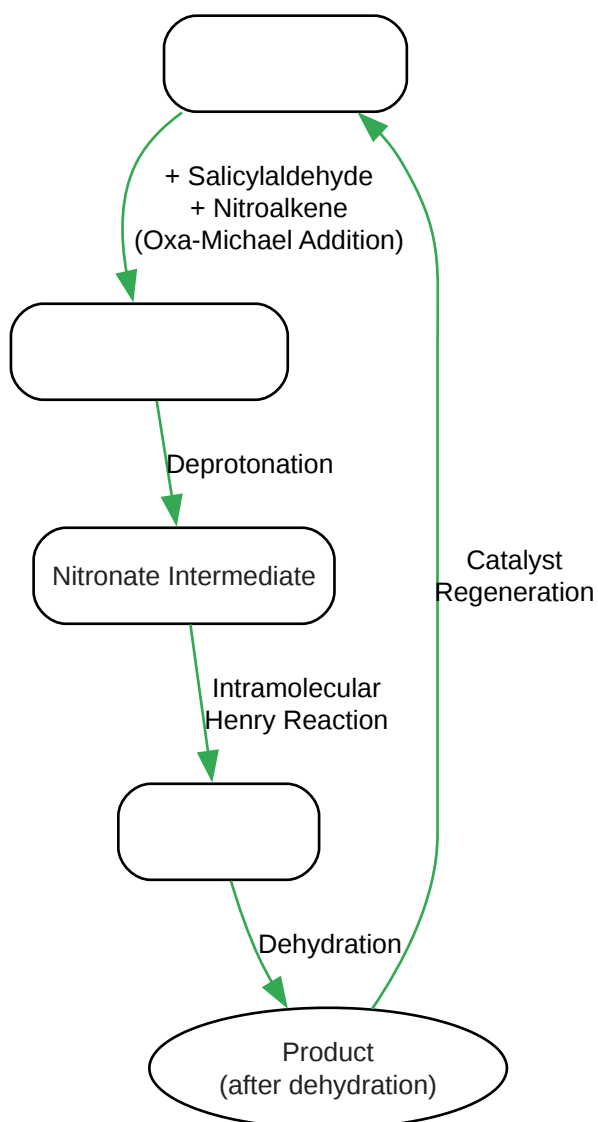 + Salicylaldehyde
+ Nitroalkene
(Oxa-Michael Addition)
Deprotonation
Nitronate Intermediate
Catalyst
Regeneration
Intramolecular
Henry Reaction
Dehydration
Product
(after dehydration)